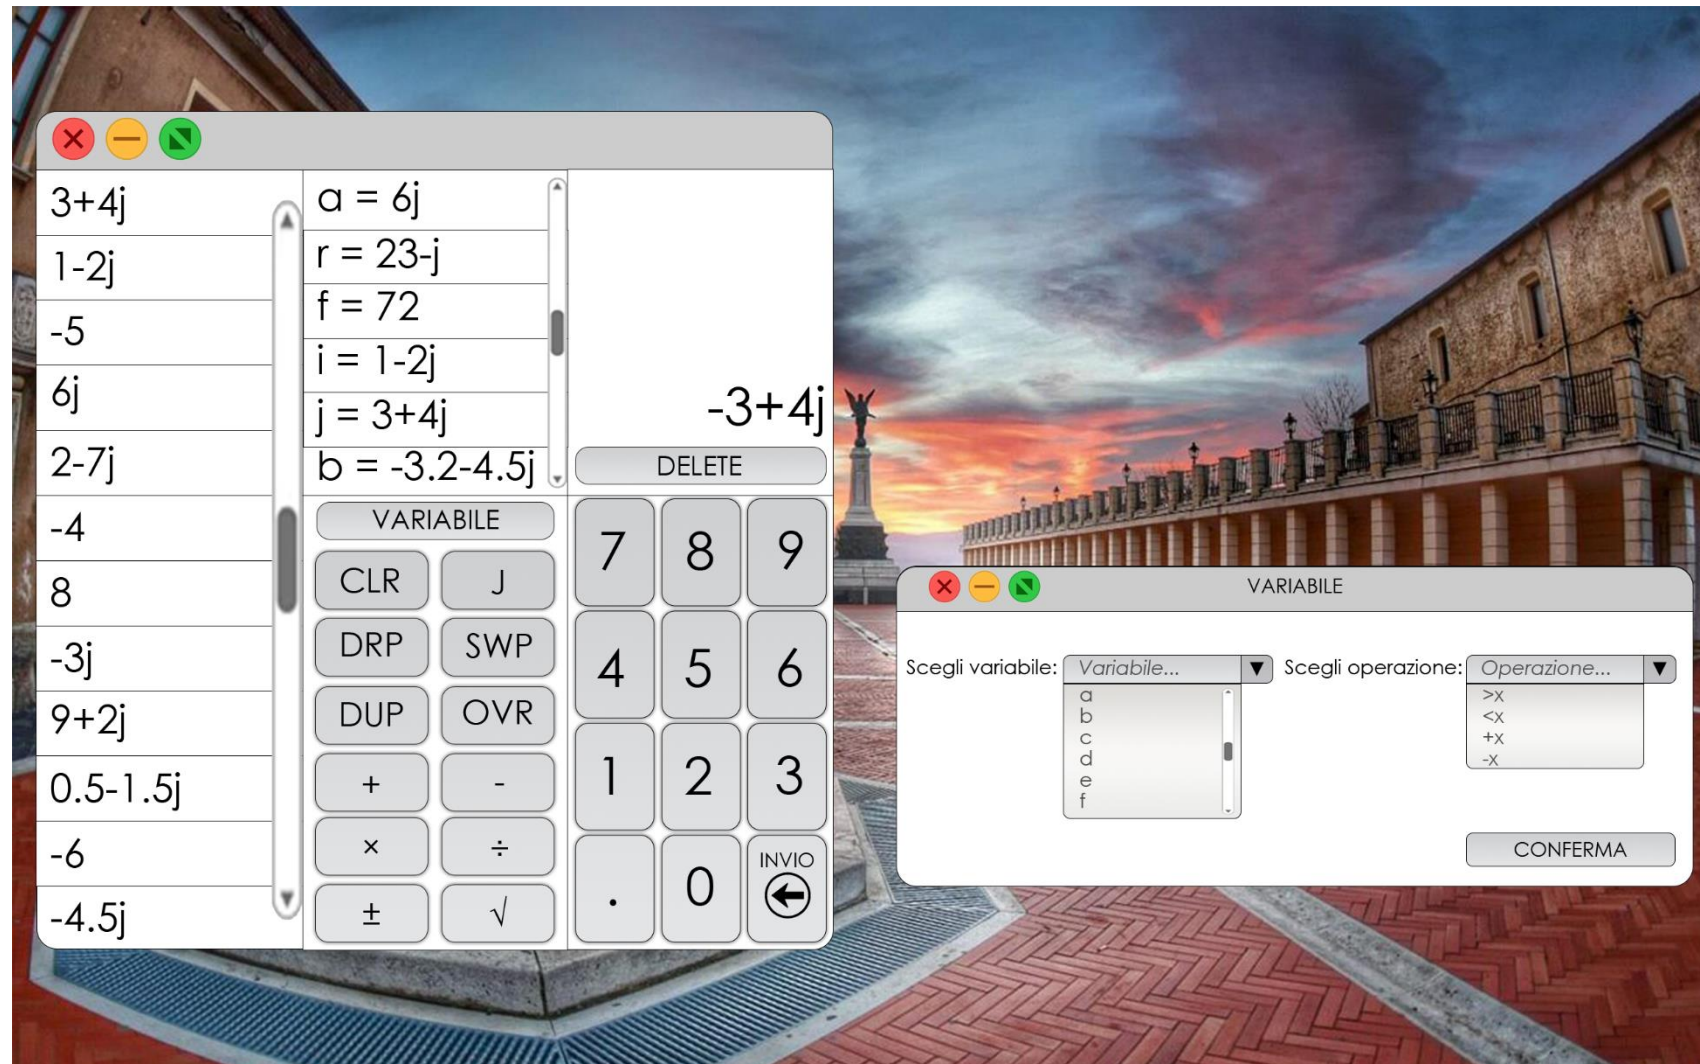 3+4j
1-2j
-5
6j
2-7j
-4
8
-3j
9+2j
0.5-1.5j
-6
-4.5j
a = 6j
r = 23-j
f = 72
i = 1-2j
j = 3+4j
b = -3.2-4.5j
VARIABILE
CLR J
DRP SWP
DUP OVR
+ -
× ÷
± √
-3+4j
DELETE
7 8 9
4 5 6
1 2 3
. 0 INVIO
VARIABILE
Scegli variabile: Variabile... Scegli operazione: Operazione...
a
b
c
d
e
f
>x
<x
+x
-x
CONFERMA